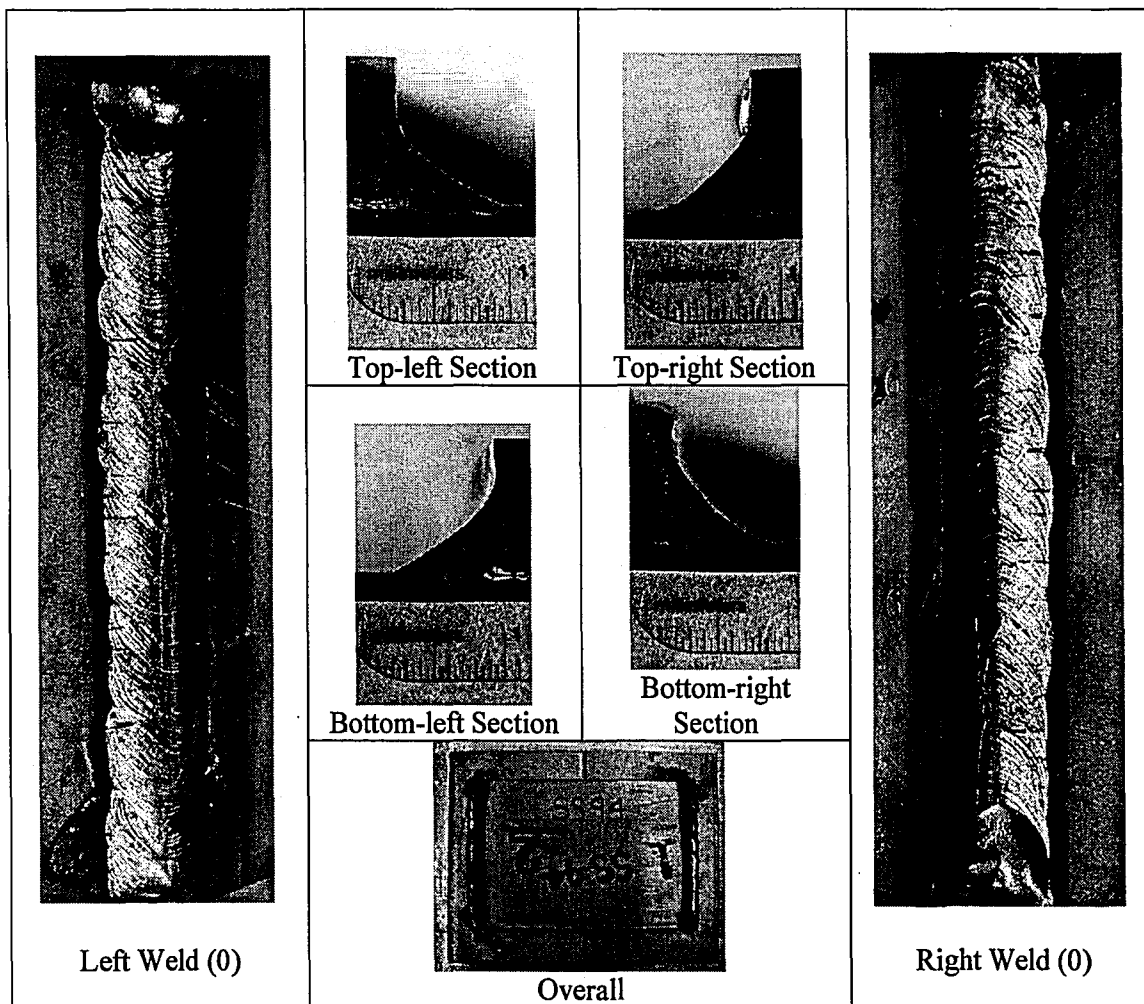 Top-left Section
Top-right Section
Bottom-left Section
Bottom-right
Section
Left Weld (0)
Overall
Right Weld (0)